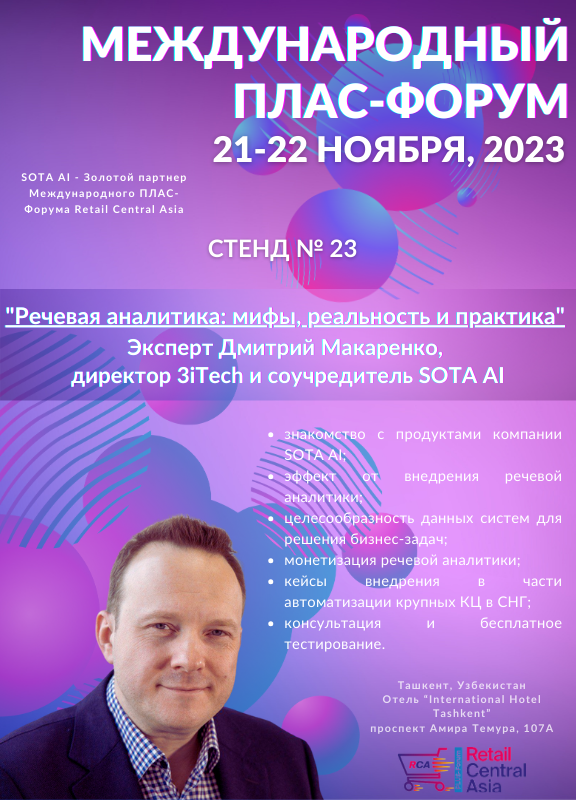 МЕЖДУНАРОДНЫЙ
ПЛАС-ФОРУМ
21-22 НОЯБРЯ, 2023
SOTA AI - Золотой партнер
Международного ПЛАС-
Форума Retail Central Asia
СТЕНД № 23
"Речевая аналитика: мифы, реальность и практика"
Эксперт Дмитрий Макаренко,
директор 3iTech и соучредитель SOTA AI
• знакомство с продуктами компании
SOTA AI;
• эффект от внедрения речевой
аналитики;
• целесообразность данных систем для
решения бизнес-задач;
• монетизация речевой аналитики;
• кейсы внедрения в части
автоматизации крупных КЦ в СНГ;
• консультация и бесплатное
тестирование.
Ташкент, Узбекистан
Отель "International Hotel
Tashkent"
проспект Амира Темура, 107А
RCA
Retail
Central
Asia